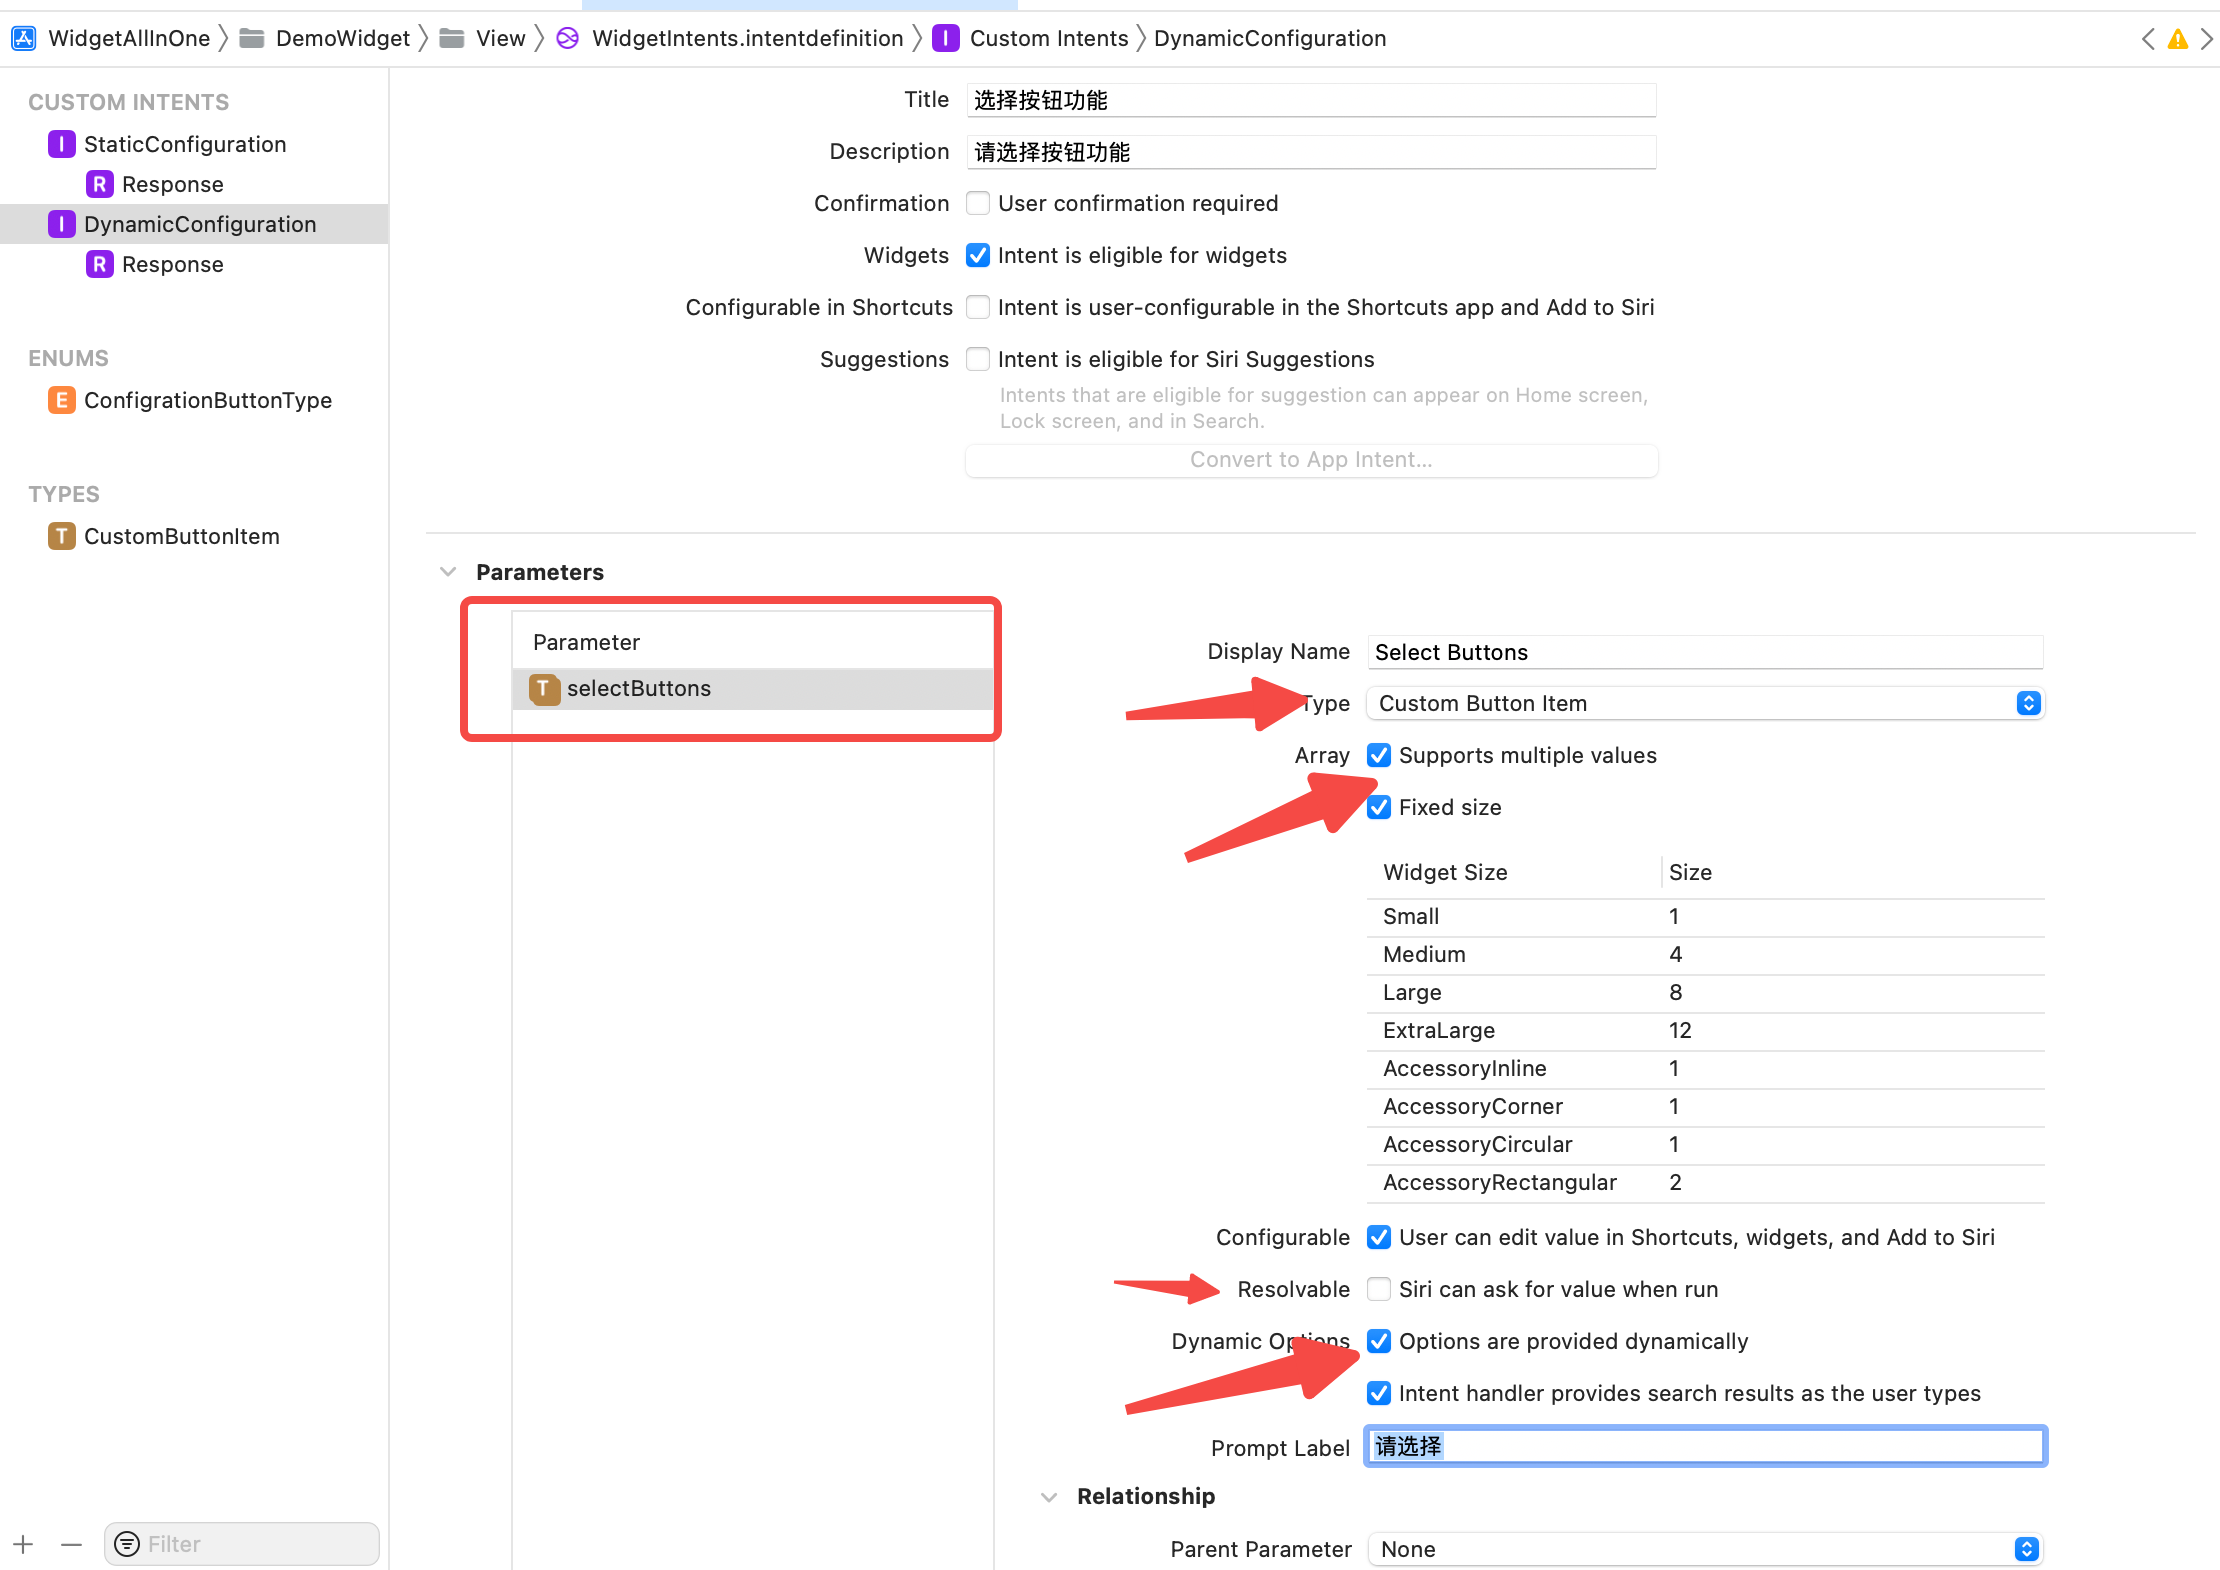 WidgetAllInOne DemoWidget View WidgetIntents.intentdefinition I Custom Intents DynamicConfiguration
CUSTOM INTENTS
I StaticConfiguration
R Response
I DynamicConfiguration
R Response
ENUMS
E ConfigrationButtonType
TYPES
T CustomButtonItem
Filter
Title 选择按钮功能
Description 请选择按钮功能
Confirmation User confirmation required
Widgets Intent is eligible for widgets
Configurable in Shortcuts Intent is user-configurable in the Shortcuts app and Add to Siri
Suggestions Intent is eligible for Siri Suggestions
Intents that are eligible for suggestion can appear on Home screen,
Lock screen, and in Search.
Convert to App Intent...
Parameters
Parameter
T selectButtons
Display Name Select Buttons
Type Custom Button Item
Array Supports multiple values
Fixed size
Widget Size Size
Small 1
Medium 4
Large 8
ExtraLarge 12
AccessoryInline 1
AccessoryCorner 1
AccessoryCircular 1
AccessoryRectangular 2
Configurable User can edit value in Shortcuts, widgets, and Add to Siri
Resolvable Siri can ask for value when run
Dynamic Options Options are provided dynamically
Intent handler provides search results as the user types
Prompt Label 请选择
Relationship
Parent Parameter None